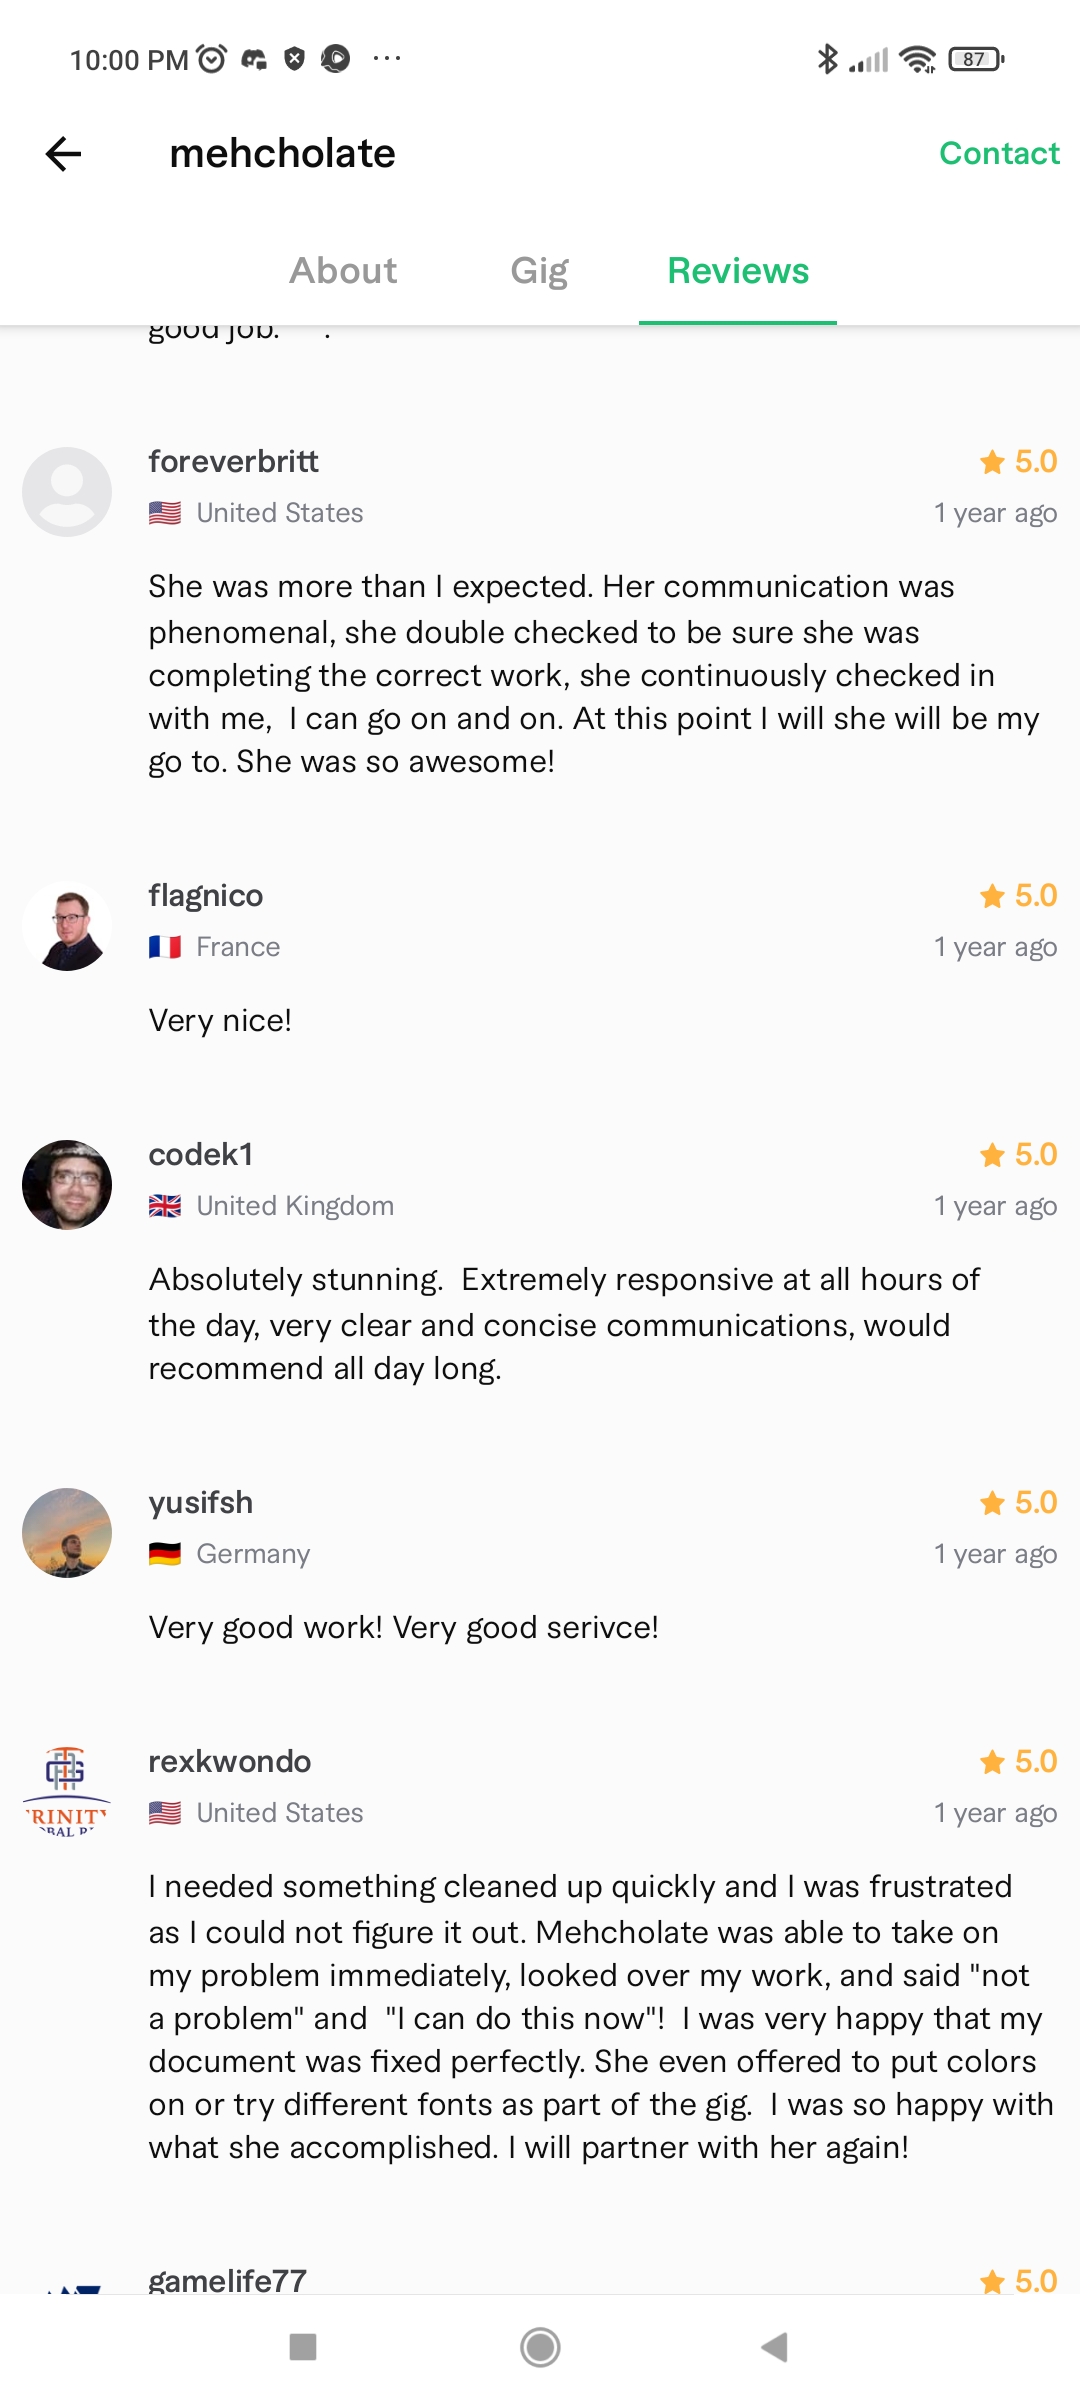 10:00 PM
87
mehcholate
Contact
About Gig Reviews
good job. .
foreverbritt
5.0
United States
1 year ago
She was more than I expected. Her communication was
phenomenal, she double checked to be sure she was
completing the correct work, she continuously checked in
with me,  I can go on and on. At this point I will she will be my
go to. She was so awesome!
flagnico
5.0
France
1 year ago
Very nice!
codek1
5.0
United Kingdom
1 year ago
Absolutely stunning.  Extremely responsive at all hours of
the day, very clear and concise communications, would
recommend all day long.
yusifsh
5.0
Germany
1 year ago
Very good work! Very good serivce!
rexkwondo
5.0
RINIT
BAL
United States
1 year ago
I needed something cleaned up quickly and I was frustrated
as I could not figure it out. Mehcholate was able to take on
my problem immediately, looked over my work, and said "not
a problem" and  "I can do this now"!  I was very happy that my
document was fixed perfectly. She even offered to put colors
on or try different fonts as part of the gig.  I was so happy with
what she accomplished. I will partner with her again!
gamelife77
5.0